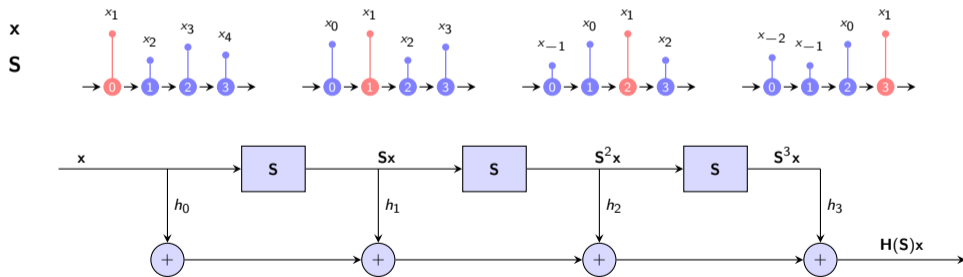 x₁ x₂ x₃ x₄ x₀ x₁ x₂ x₃ x₋₁ x₀ x₁ x₂ x₋₂ x₋₁ x₀ x₁
x
S
0 1 2 3 0 1 2 3 0 1 2 3 0 1 2 3
x Sx S²x S³x
S S S
h₀ h₁ h₂ h₃
H(S)x
+ + + +